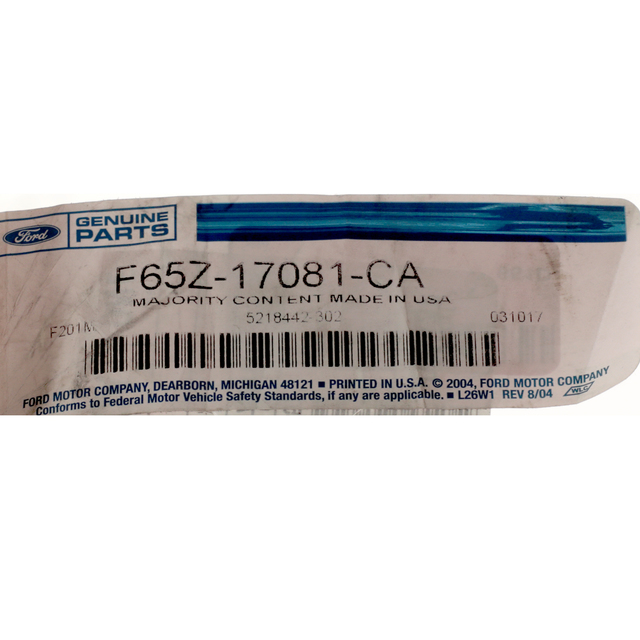 Ford
GENUINE
PARTS
F65Z-17081-CA
MAJORITY CONTENT MADE IN USA
F201M 5218442-302 031017
FORD MOTOR COMPANY, DEARBORN, MICHIGAN 48121 ■ PRINTED IN U.S.A. © 2004, FORD MOTOR COMPANY
Conforms to Federal Motor Vehicle Safety Standards, if any are applicable. ■ L26W1 REV 8/04 WLC